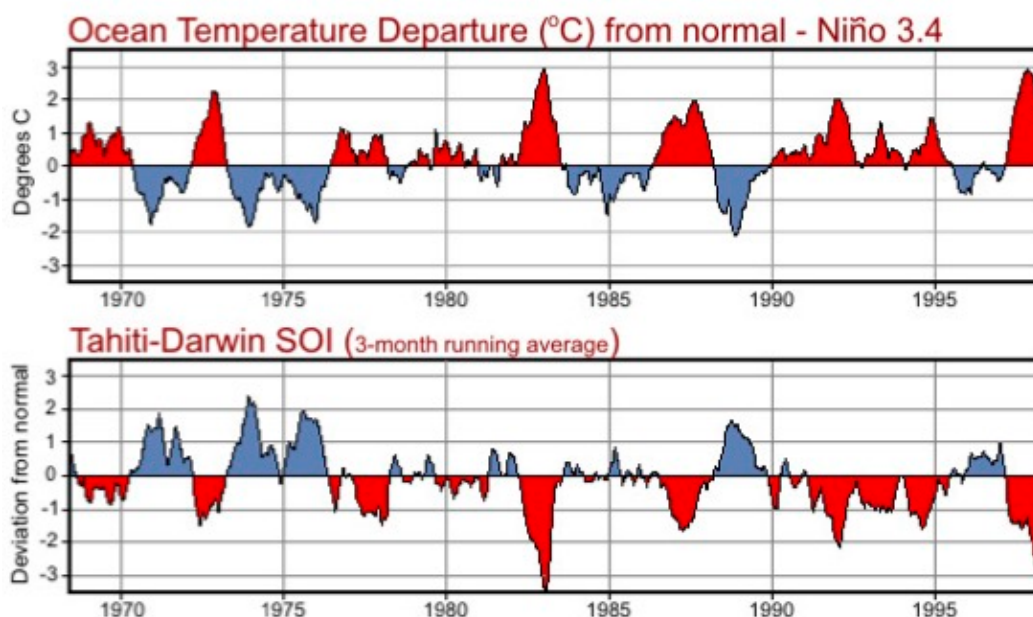 Ocean Temperature Departure (°C) from normal - Niño 3.4
Degrees C
3
2
1
0
-1
-2
-3
1970 1975 1980 1985 1990 1995
Tahiti-Darwin SOI (3-month running average)
Deviation from normal
3
2
1
0
-1
-2
-3
1970 1975 1980 1985 1990 1995